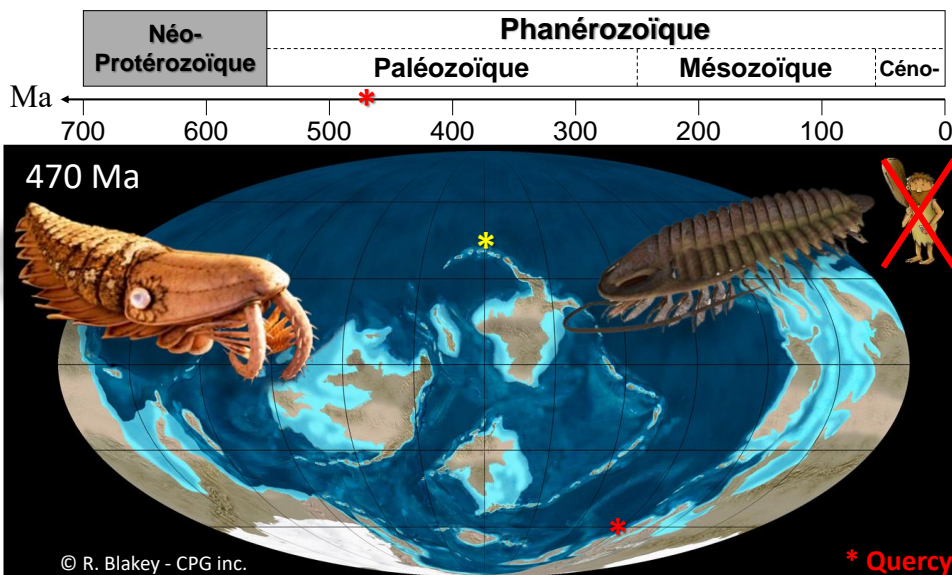 Néo-
Protérozoïque
Phanérozoïque
Paléozoïque
Mésozoïque
Céno-
Ma
*
700 600 500 400 300 200 100 0
470 Ma
*
*
© R. Blakey - CPG inc.
* Quercy